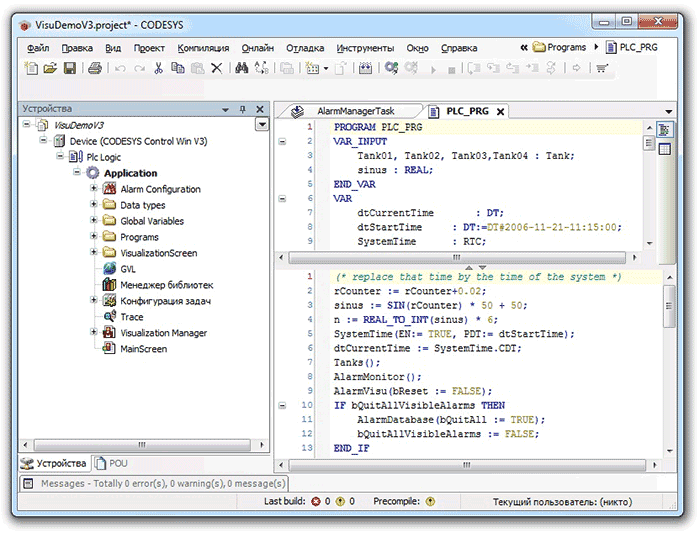 VisuDemoV3.project* - CODESYS
Файл Правка Вид Проект Компиляция Онлайн Отладка Инструменты Окно Справка « Programs PLC_PRG
Устройства
VisuDemoV3
Device (CODESYS Control Win V3)
Plc Logic
Application
Alarm Configuration
Data types
Global Variables
Programs
VisualizationScreen
GVL
Менеджер библиотек
Конфигурация задач
Trace
Visualization Manager
MainScreen
Устройства POU
AlarmManagerTask PLC_PRG
1 PROGRAM PLC_PRG
2 VAR_INPUT
3 Tank01, Tank02, Tank03,Tank04 : Tank;
4 sinus : REAL;
5 END_VAR
6 VAR
7 dtCurrentTime : DT;
8 dtStartTime : DT:=DT#2006-11-21-11:15:00;
9 SystemTime : RTC;
1 (* replace that time by the time of the system *)
2 rCounter := rCounter+0.02;
3 sinus := SIN(rCounter) * 50 + 50;
4 n := REAL_TO_INT(sinus) * 6;
5 SystemTime(EN:= TRUE, PDT:= dtStartTime);
6 dtCurrentTime := SystemTime.CDT;
7 Tanks();
8 AlarmMonitor();
9 AlarmVisu(bReset := FALSE);
10 IF bQuitAllVisibleAlarms THEN
11 AlarmDatabase(bQuitAll := TRUE);
12 bQuitAllVisibleAlarms := FALSE;
13 END_IF
Messages - Totally 0 error(s), 0 warning(s), 0 message(s)
Last build: 0 0 Precompile: Текущий пользователь: (никто)